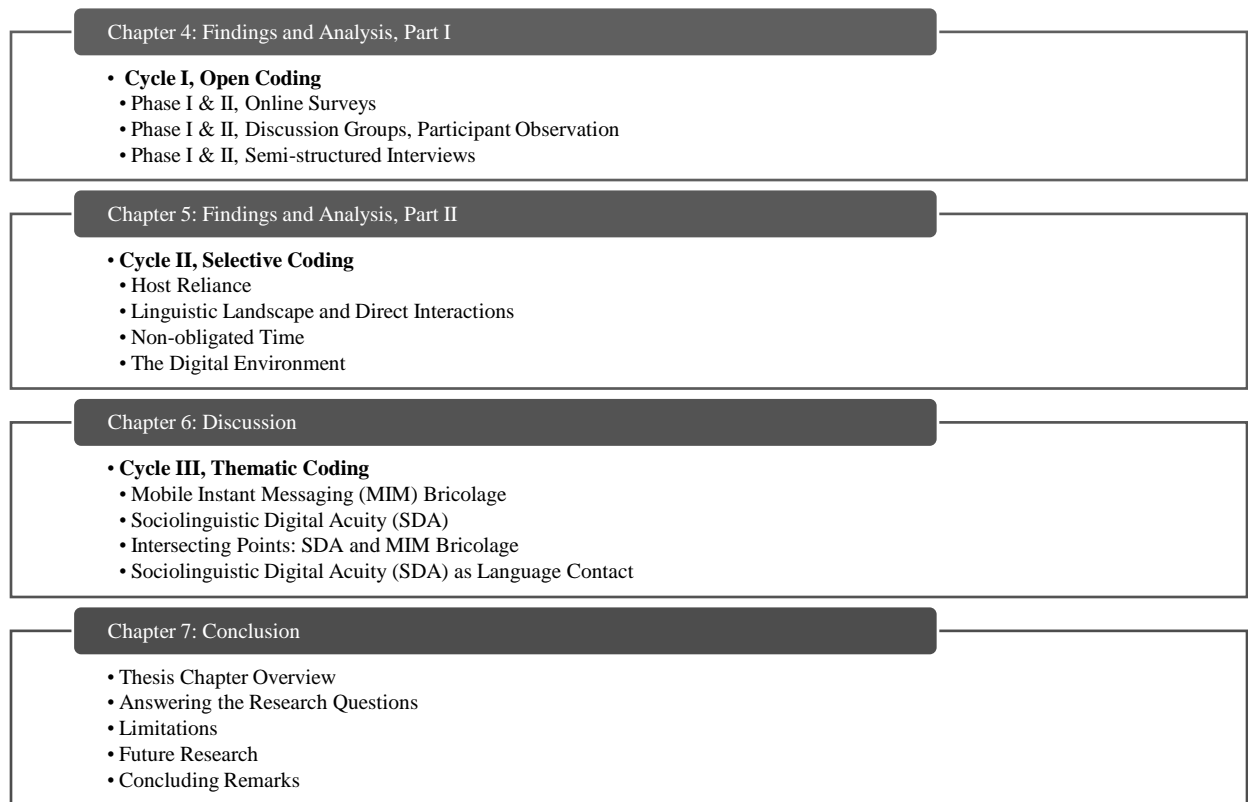 Chapter 4: Findings and Analysis, Part I
• Cycle I, Open Coding
• Phase I & II, Online Surveys
• Phase I & II, Discussion Groups, Participant Observation
• Phase I & II, Semi-structured Interviews
Chapter 5: Findings and Analysis, Part II
• Cycle II, Selective Coding
• Host Reliance
• Linguistic Landscape and Direct Interactions
• Non-obligated Time
• The Digital Environment
Chapter 6: Discussion
• Cycle III, Thematic Coding
• Mobile Instant Messaging (MIM) Bricolage
• Sociolinguistic Digital Acuity (SDA)
• Intersecting Points: SDA and MIM Bricolage
• Sociolinguistic Digital Acuity (SDA) as Language Contact
Chapter 7: Conclusion
• Thesis Chapter Overview
• Answering the Research Questions
• Limitations
• Future Research
• Concluding Remarks